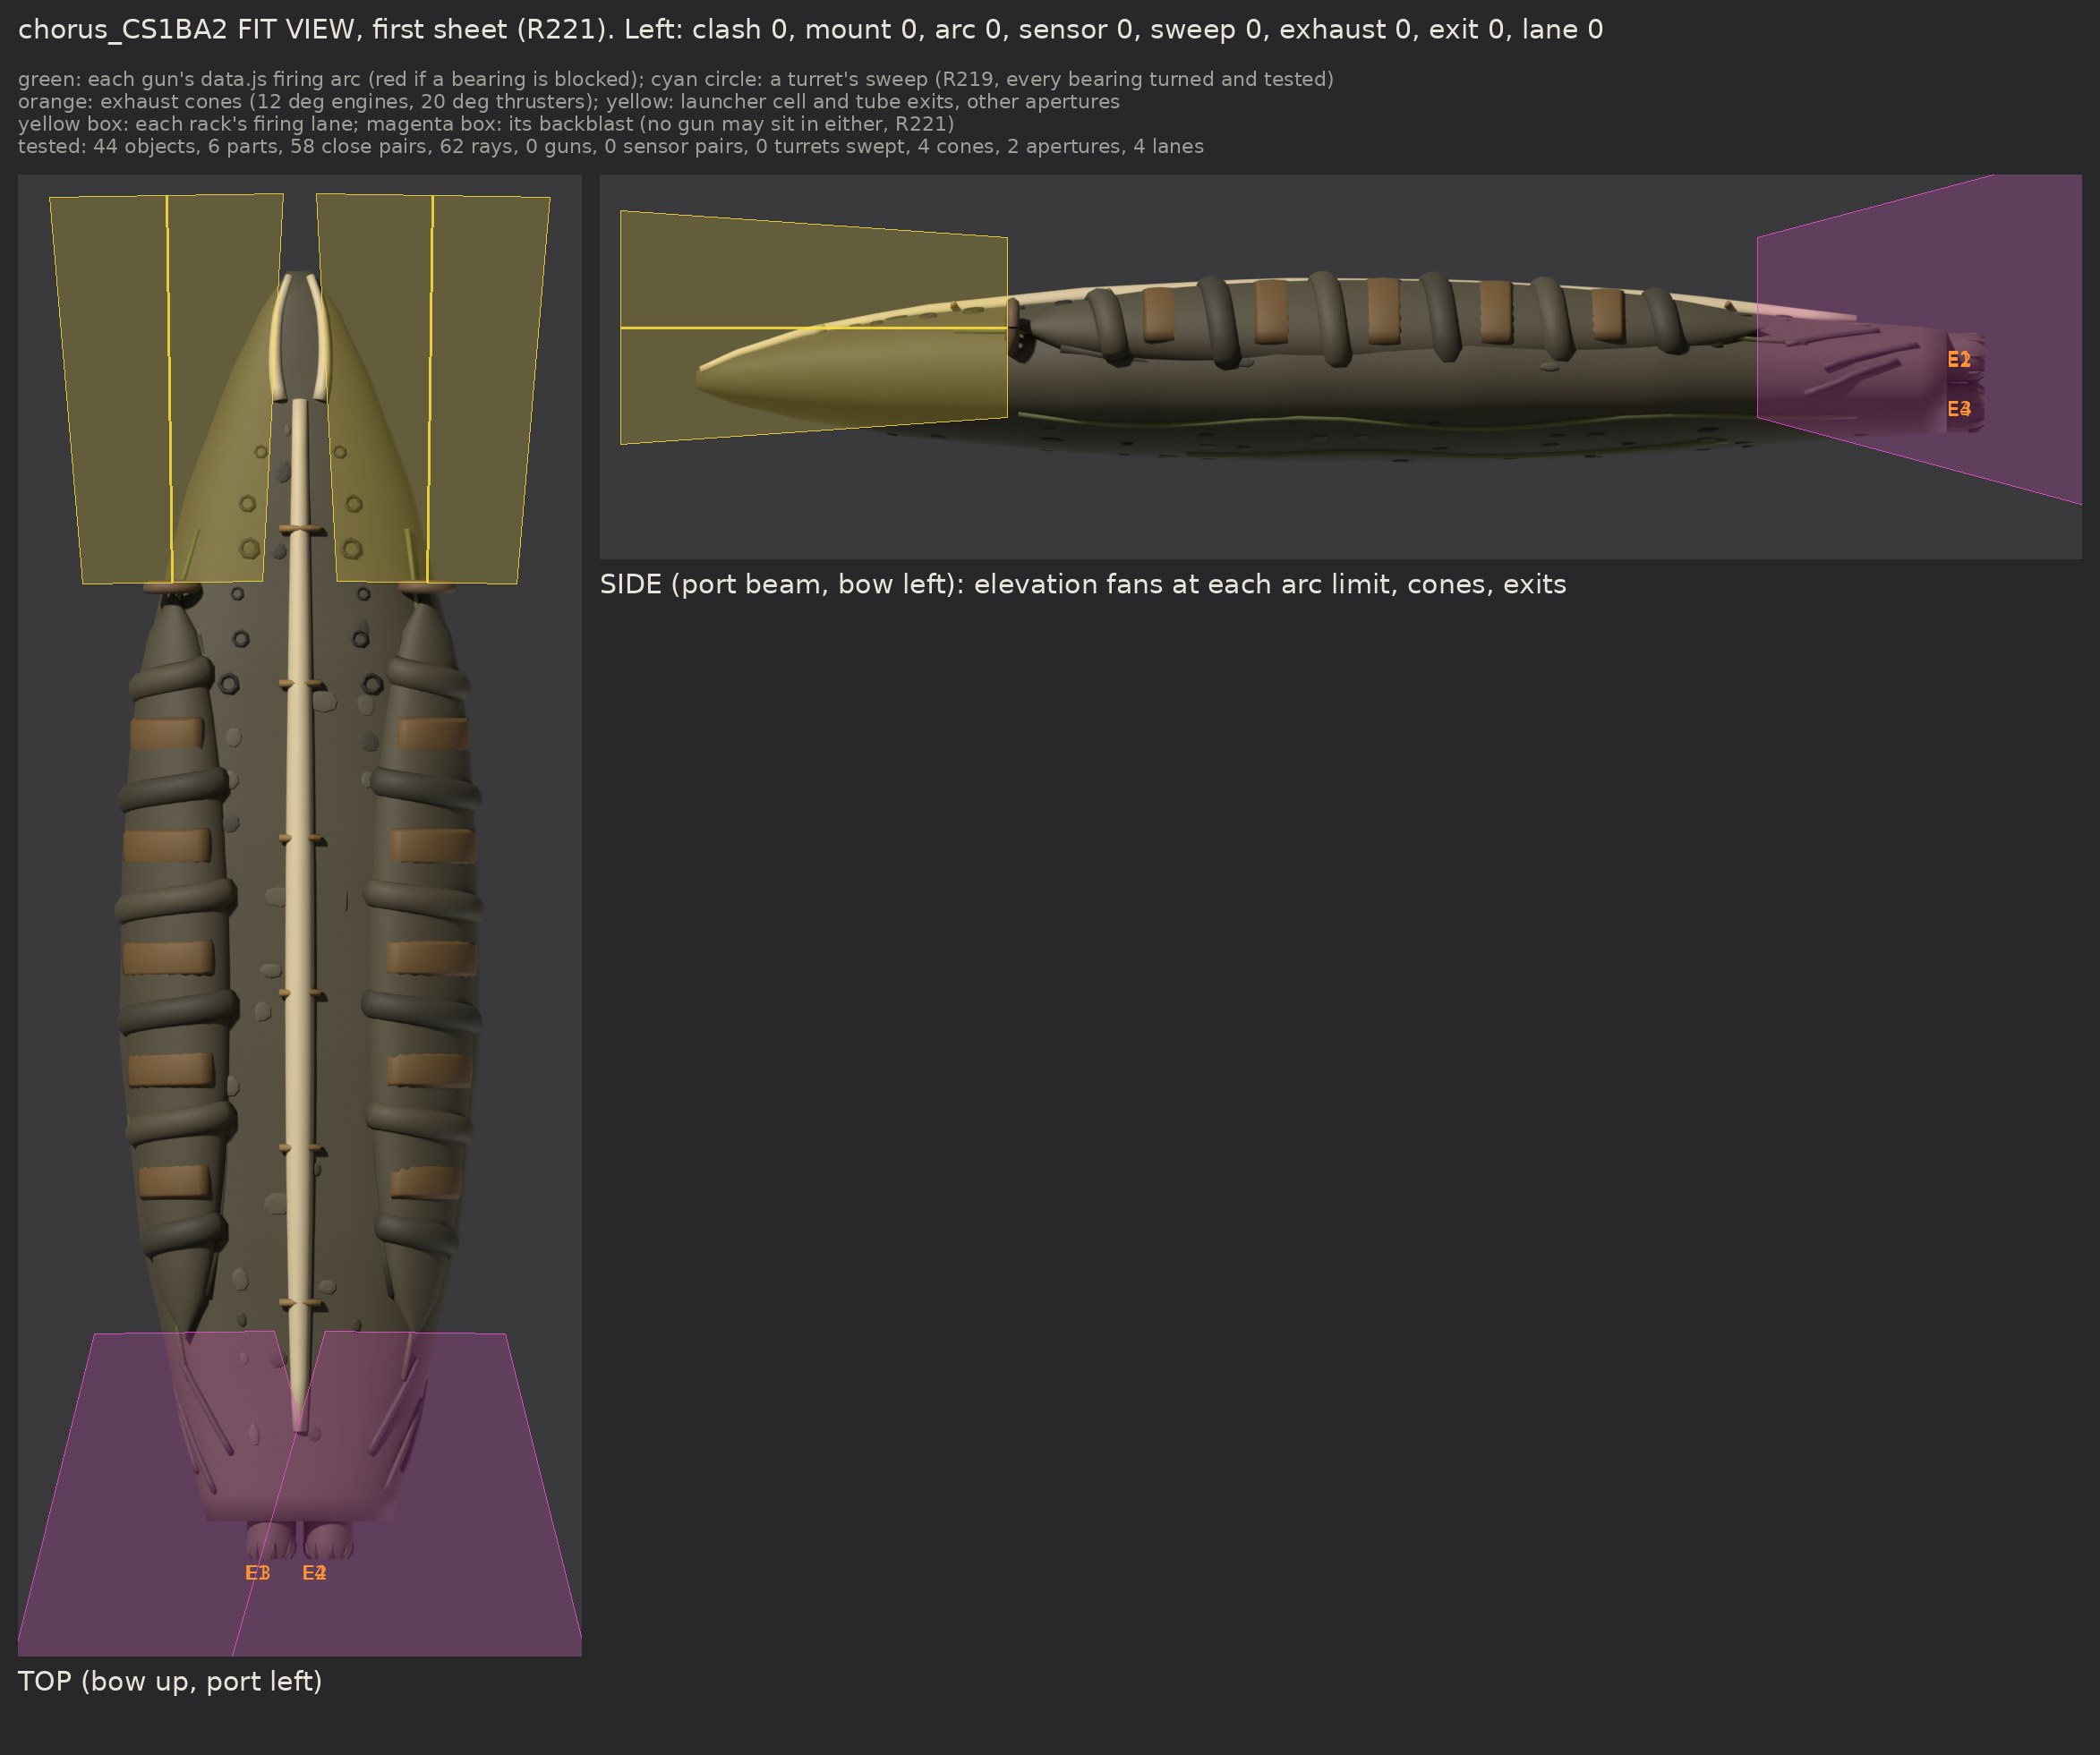 chorus_CS1BA2 FIT VIEW, first sheet (R221). Left: clash 0, mount 0, arc 0, sensor 0, sweep 0, exhaust 0, exit 0, lane 0
green: each gun's data.js firing arc (red if a bearing is blocked); cyan circle: a turret's sweep (R219, every bearing turned and tested)
orange: exhaust cones (12 deg engines, 20 deg thrusters); yellow: launcher cell and tube exits, other apertures
yellow box: each rack's firing lane; magenta box: its backblast (no gun may sit in either, R221)
tested: 44 objects, 6 parts, 58 close pairs, 62 rays, 0 guns, 0 sensor pairs, 0 turrets swept, 4 cones, 2 apertures, 4 lanes
SIDE (port beam, bow left): elevation fans at each arc limit, cones, exits
TOP (bow up, port left)